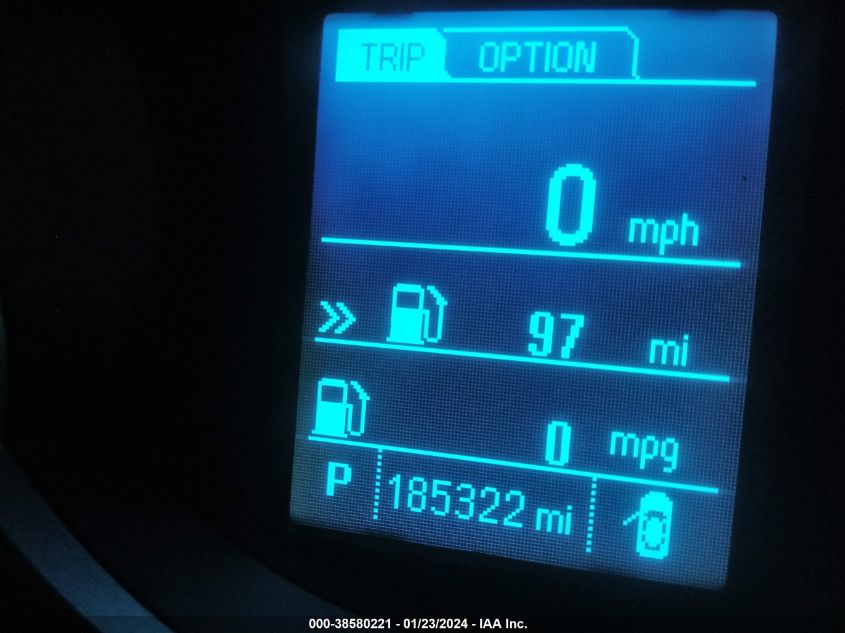 TRIP OPTION
0 mph
97 mi
0 mpg
P 185322 mi
000-38580221 - 01/23/2024 - IAA Inc.